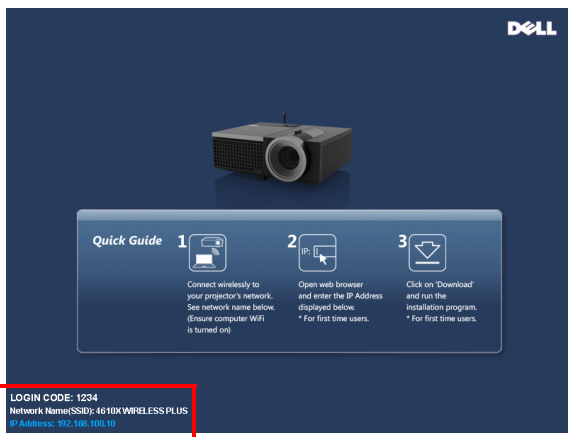 DELL
Quick Guide
1
Connect wirelessly to
your projector's network.
See network name below.
(Ensure computer WiFi
is turned on)
2
IP:
Open web browser
and enter the IP Address
displayed below.
* For first time users.
3
Click on 'Download'
and run the
installation program.
* For first time users.
LOGIN CODE: 1234
Network Name(SSID): 4610X WIRELESS PLUS
IP Address: 192.168.100.10